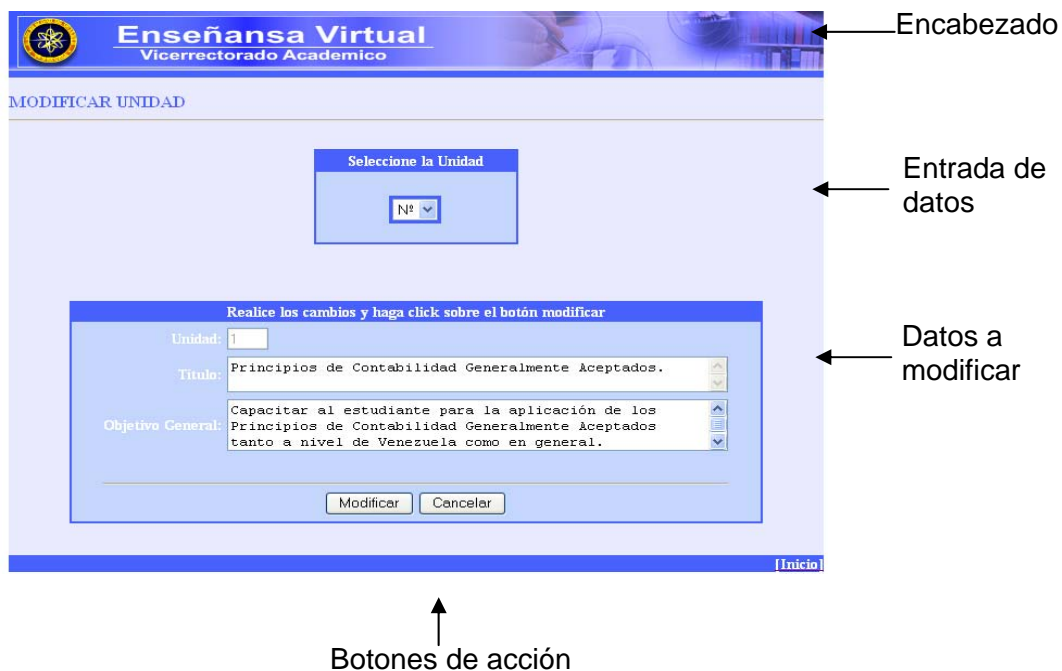 Enseñansa Virtual
Vicerrectorado Academico
Encabezado
MODIFICAR UNIDAD
Seleccione la Unidad
Nº
Entrada de
datos
Realice los cambios y haga click sobre el botón modificar
Unidad: 1
Titulo: Principios de Contabilidad Generalmente Aceptados.
Datos a
modificar
Objetivo General: Capacitar al estudiante para la aplicación de los
Principios de Contabilidad Generalmente Aceptados
tanto a nivel de Venezuela como en general.
Modificar Cancelar
[Inicio]
Botones de acción